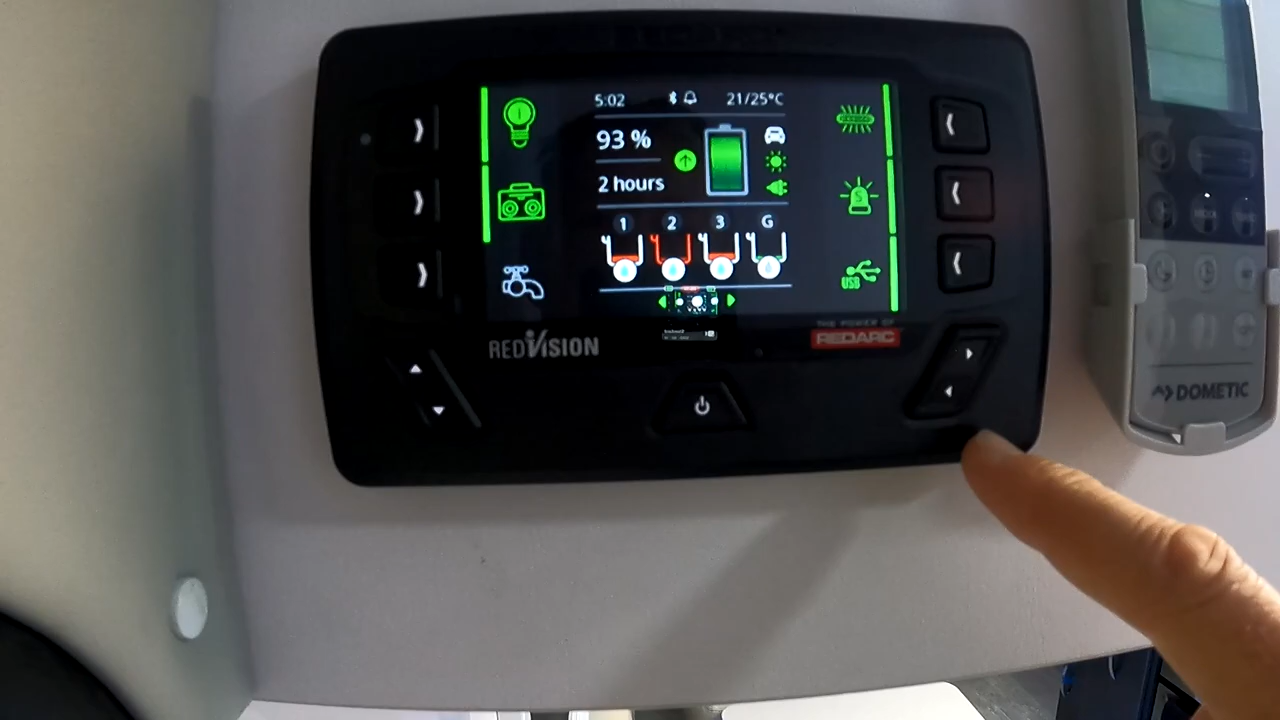 5:02 21/25°C
93 %
2 hours
1 2 3 G
S
USB
REDVISION
THE POWER OF
REDARC
DOMETIC